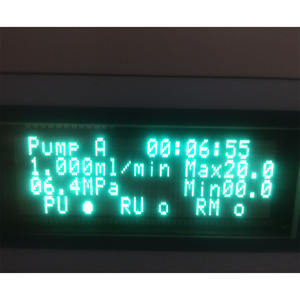 Pump A 00:06:55
1.000ml/min Max20.0
06.4MPa Min00.0
PU ● RU o RM o